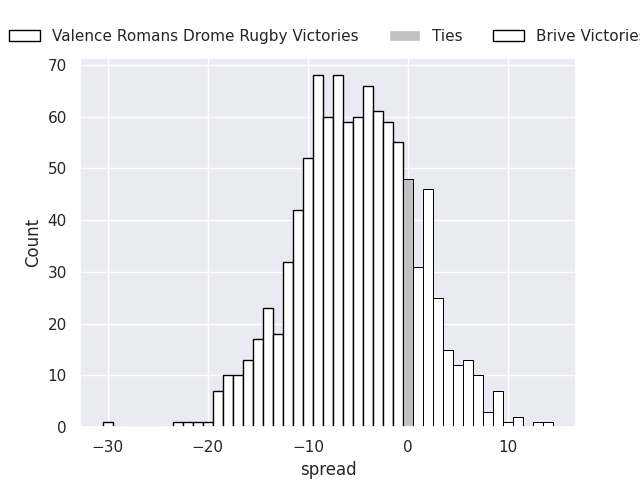 Valence Romans Drome Rugby Victories Ties Brive Victories
70
60
50
40
30
20
10
0
Count
−30 −20 −10 0 10
spread